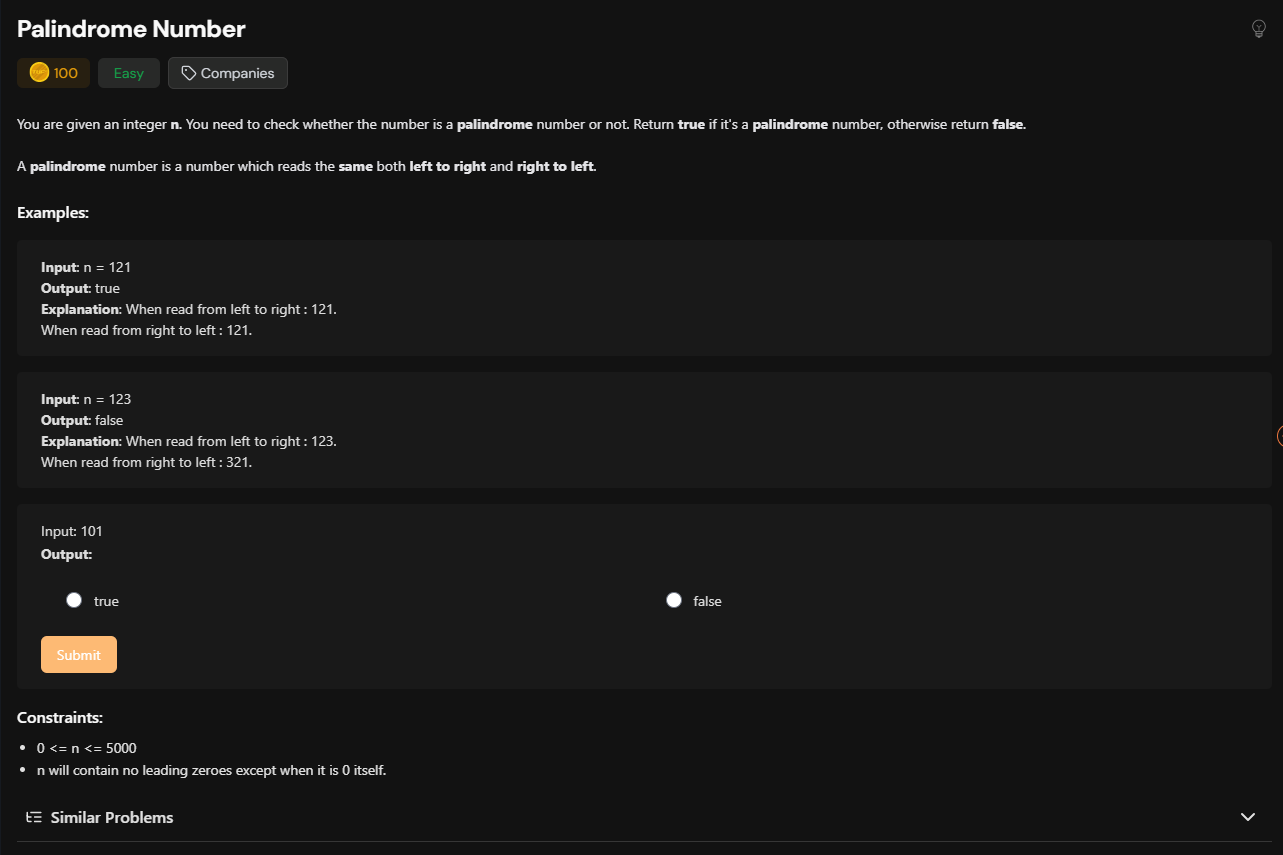 Palindrome Number
100 Easy Companies
You are given an integer n. You need to check whether the number is a palindrome number or not. Return true if it's a palindrome number, otherwise return false.
A palindrome number is a number which reads the same both left to right and right to left.
Examples:
Input: n = 121
Output: true
Explanation: When read from left to right : 121.
When read from right to left : 121.
Input: n = 123
Output: false
Explanation: When read from left to right : 123.
When read from right to left : 321.
Input: 101
Output:
true false
Submit
Constraints:
0 <= n <= 5000
n will contain no leading zeroes except when it is 0 itself.
Similar Problems